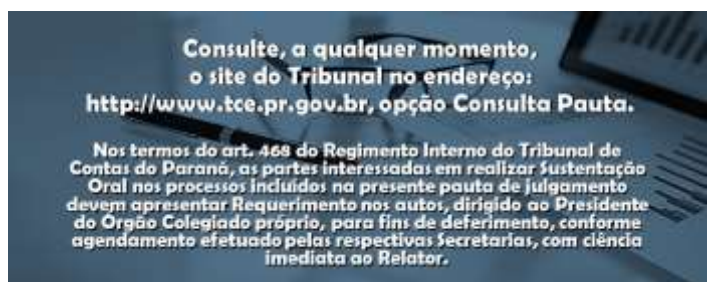 Consulte, a qualquer momento,
o site do Tribunal no endereço:
http://www.tce.pr.gov.br, opção Consulta Pauta.
Nos termos do art. 468 do Regimento Interno do Tribunal de
Contas do Paraná, as partes interessadas em realizar Sustentação
Oral nos processos incluídos na presente pauta de julgamento
devem apresentar Requerimento nos autos, dirigido ao Presidente
do Órgão Colegiado próprio, para fins de deferimento, conforme
agendamento efetuado pelas respectivas Secretarias, com ciência
imediata ao Relator.